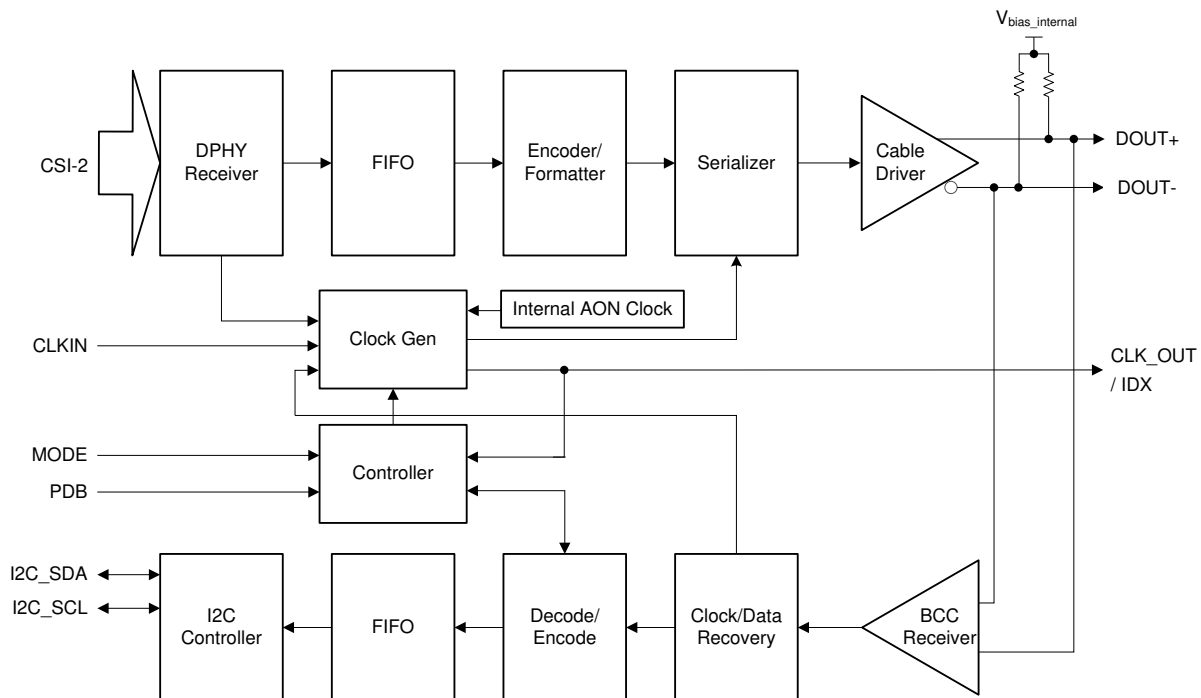 Vbias_internal
CSI-2
DPHY
Receiver
FIFO
Encoder/
Formatter
Serializer
Cable
Driver
DOUT+
DOUT-
Internal AON Clock
Clock Gen
CLKIN
CLK_OUT
/ IDX
MODE
PDB
Controller
I2C_SDA
I2C_SCL
I2C
Controller
FIFO
Decode/
Encode
Clock/Data
Recovery
BCC
Receiver